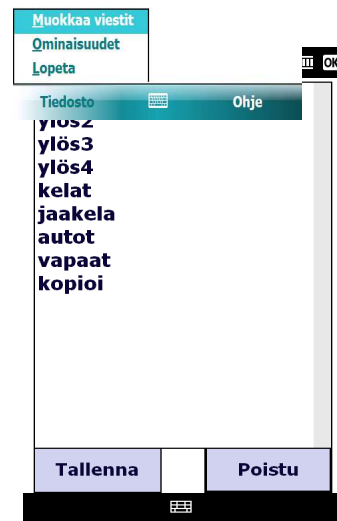 Muokkaa viestit
Ominaisuudet
Lopeta
OK
Tiedosto
Ohje
ylös2
ylös3
ylös4
kelat
jaakela
autot
vapaat
kopioi
Tallenna
Poistu